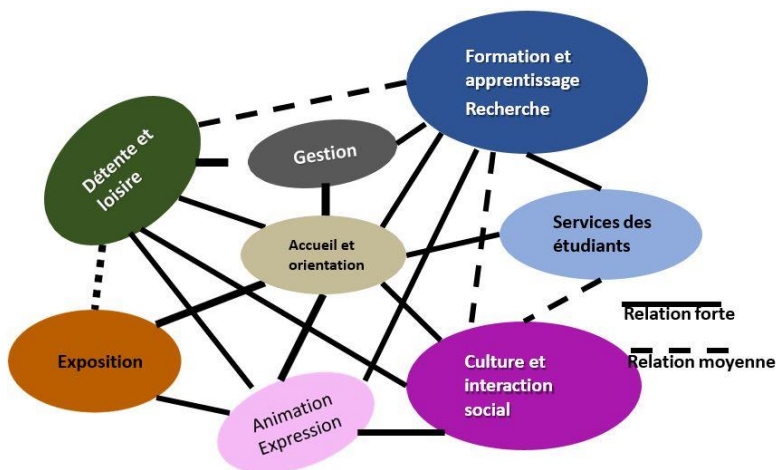 Formation et
apprentissage
Recherche
Détente et
loisire
Gestion
Services des
étudiants
Accueil et
orientation
Relation forte
Exposition
Culture et
interaction
social
Relation moyenne
Animation
Expression